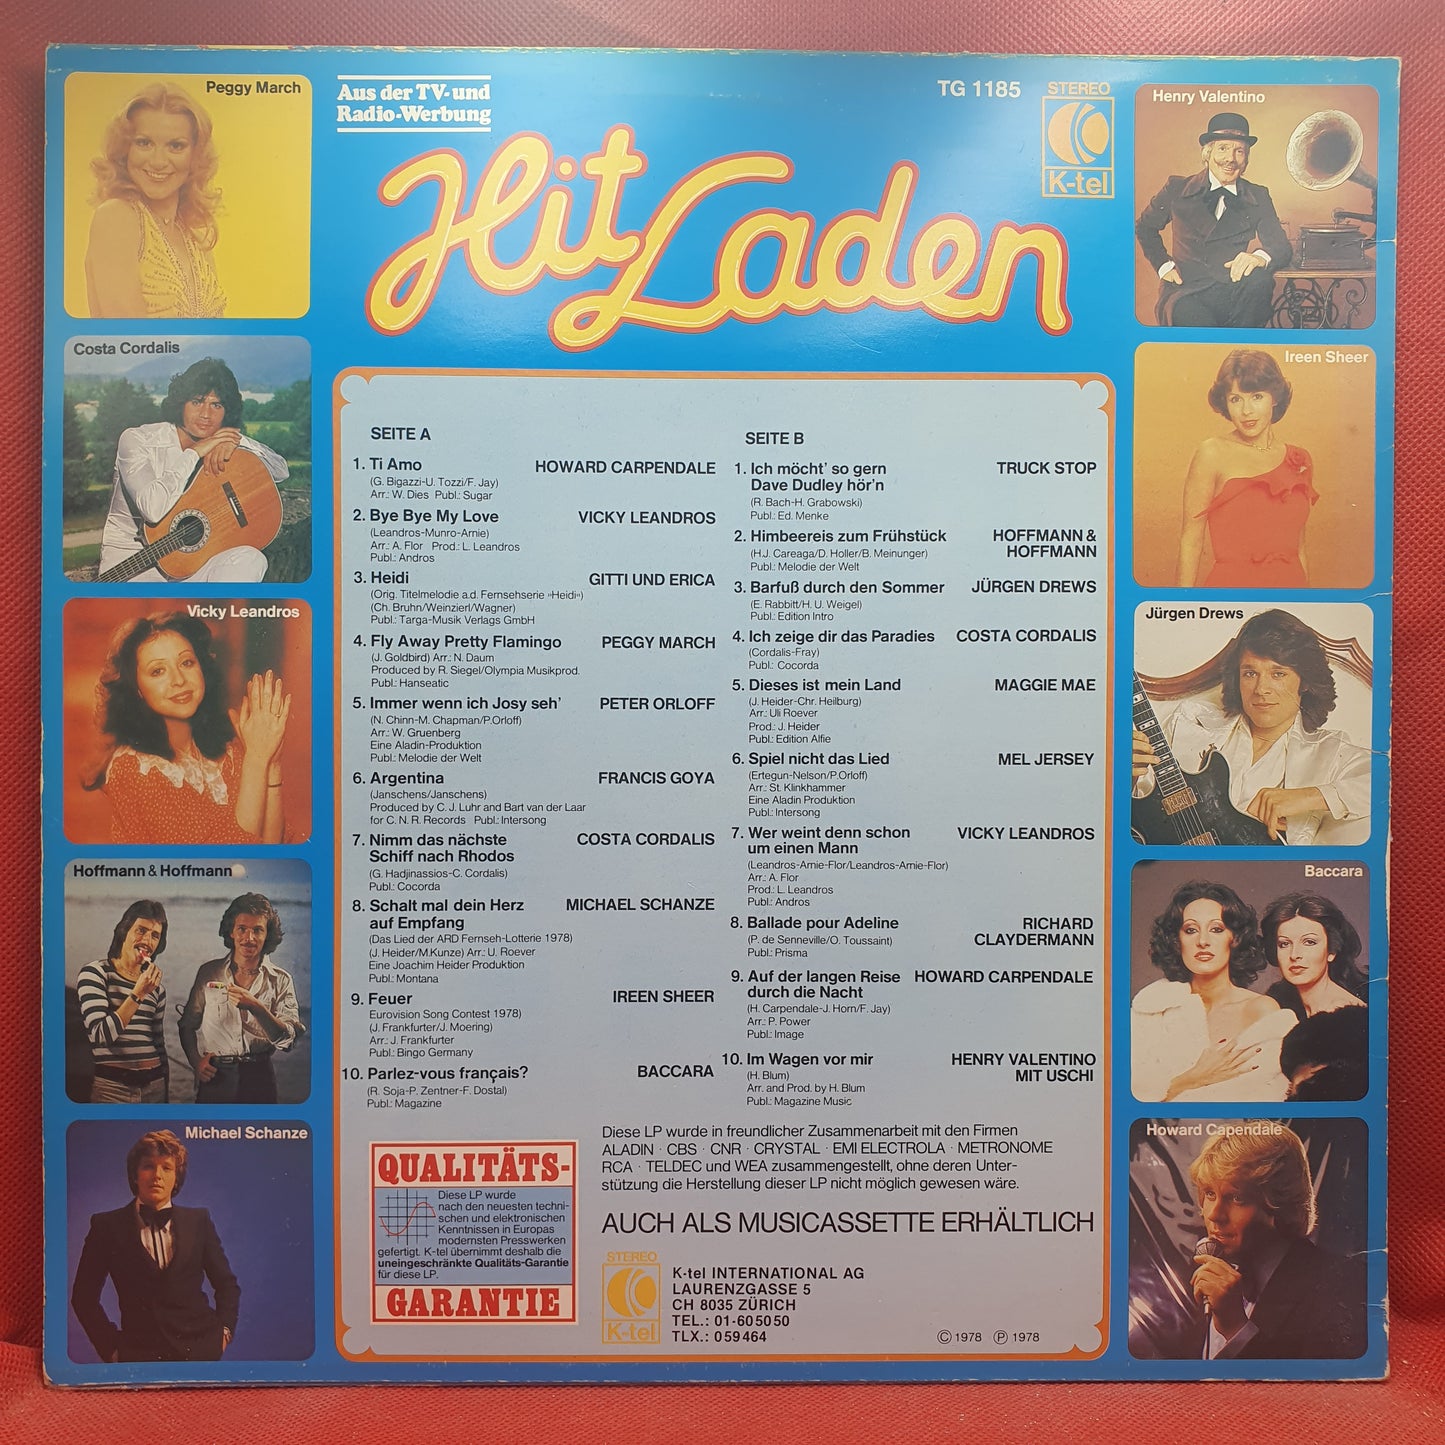 Peggy March
Aus der TV- und
Radio-Werbung
TG 1185
STEREO
K-tel
Henry Valentino
Hit Laden
Costa Cordalis
Ireen Sheer
Vicky Leandros
Jürgen Drews
Hoffmann & Hoffmann
Baccara
Michael Schanze
Howard Capendale
SEITE A
1. Ti Amo HOWARD CARPENDALE
(G. Bigazzi-U. Tozzi/F. Jay)
Arr.: W. Dies Publ.: Sugar
2. Bye Bye My Love VICKY LEANDROS
(Leandros-Munro-Arnie)
Arr.: A. Flor Prod.: L. Leandros
Publ.: Andros
3. Heidi GITTI UND ERICA
(Orig. Titelmelodie a.d. Fernsehserie »Heidi«)
(Ch. Bruhn/Weinzierl/Wagner)
Publ.: Targa-Musik Verlags GmbH
4. Fly Away Pretty Flamingo PEGGY MARCH
(J. Goldbird) Arr.: N. Daum
Produced by R. Siegel/Olympia Musikprod.
Publ.: Hanseatic
5. Immer wenn ich Josy seh' PETER ORLOFF
(N. Chinn-M. Chapman/P.Orloff)
Arr.: W. Gruenberg
Eine Aladin-Produktion
Publ.: Melodie der Welt
6. Argentina FRANCIS GOYA
(Janschens/Janschens)
Produced by C. J. Luhr and Bart van der Laar
for C. N. R. Records Publ.: Intersong
7. Nimm das nächste COSTA CORDALIS
Schiff nach Rhodos
(G. Hadjinassios-C. Cordalis)
Publ.: Cocorda
8. Schalt mal dein Herz MICHAEL SCHANZE
auf Empfang
(Das Lied der ARD Fernseh-Lotterie 1978)
(J. Heider/M.Kunze) Arr.: U. Roever
Eine Joachim Heider Produktion
Publ.: Montana
9. Feuer IREEN SHEER
Eurovision Song Contest 1978)
(J. Frankfurter/J. Moering)
Arr.: J. Frankfurter
Publ.: Bingo Germany
10. Parlez-vous français? BACCARA
(R. Soja-P. Zentner-F. Dostal)
Publ.: Magazine
SEITE B
1. Ich möcht' so gern TRUCK STOP
Dave Dudley hör'n
(R. Bach-H. Grabowski)
Publ.: Ed. Menke
2. Himbeereis zum Frühstück HOFFMANN &
HOFFMANN
(H.J. Careaga/D. Holler/B. Meinunger)
Publ.: Melodie der Welt
3. Barfuß durch den Sommer JÜRGEN DREWS
(E. Rabbitt/H. U. Weigel)
Publ.: Edition Intro
4. Ich zeige dir das Paradies COSTA CORDALIS
(Cordalis-Fray)
Publ.: Cocorda
5. Dieses ist mein Land MAGGIE MAE
(J. Heider-Chr. Heilburg)
Arr.: Uli Roever
Prod.: J. Heider
Publ.: Edition Alfie
6. Spiel nicht das Lied MEL JERSEY
(Ertegun-Nelson/P.Orloff)
Arr.: St. Klinkhammer
Eine Aladin Produktion
Publ.: Intersong
7. Wer weint denn schon VICKY LEANDROS
um einen Mann
(Leandros-Arnie-Flor/Leandros-Arnie-Flor)
Arr.: A. Flor
Prod.: L. Leandros
Publ.: Andros
8. Ballade pour Adeline RICHARD
CLAYDERMANN
(P. de Senneville/O. Toussaint)
Publ.: Prisma
9. Auf der langen Reise HOWARD CARPENDALE
durch die Nacht
(H. Carpendale-J. Horn/F. Jay)
Arr.: P. Power
Publ.: Image
10. Im Wagen vor mir HENRY VALENTINO
MIT USCHI
(H. Blum)
Arr. and Prod. by H. Blum
Publ.: Magazine Music
QUALITÄTS-
Diese LP wurde
nach den neuesten techni-
schen und elektronischen
Kenntnissen in Europas
modernsten Presswerken
gefertigt. K-tel übernimmt deshalb die
uneingeschränkte Qualitäts-Garantie
für diese LP.
GARANTIE
Diese LP wurde in freundlicher Zusammenarbeit mit den Firmen
ALADIN · CBS · CNR · CRYSTAL · EMI ELECTROLA · METRONOME
RCA · TELDEC und WEA zusammengestellt, ohne deren Unter-
stützung die Herstellung dieser LP nicht möglich gewesen wäre.
AUCH ALS MUSICASSETTE ERHÄLTLICH
STEREO
K-tel
K-tel INTERNATIONAL AG
LAURENZGASSE 5
CH 8035 ZÜRICH
TEL.: 01-605050
TLX.: 059464
Ⓒ 1978 Ⓟ 1978